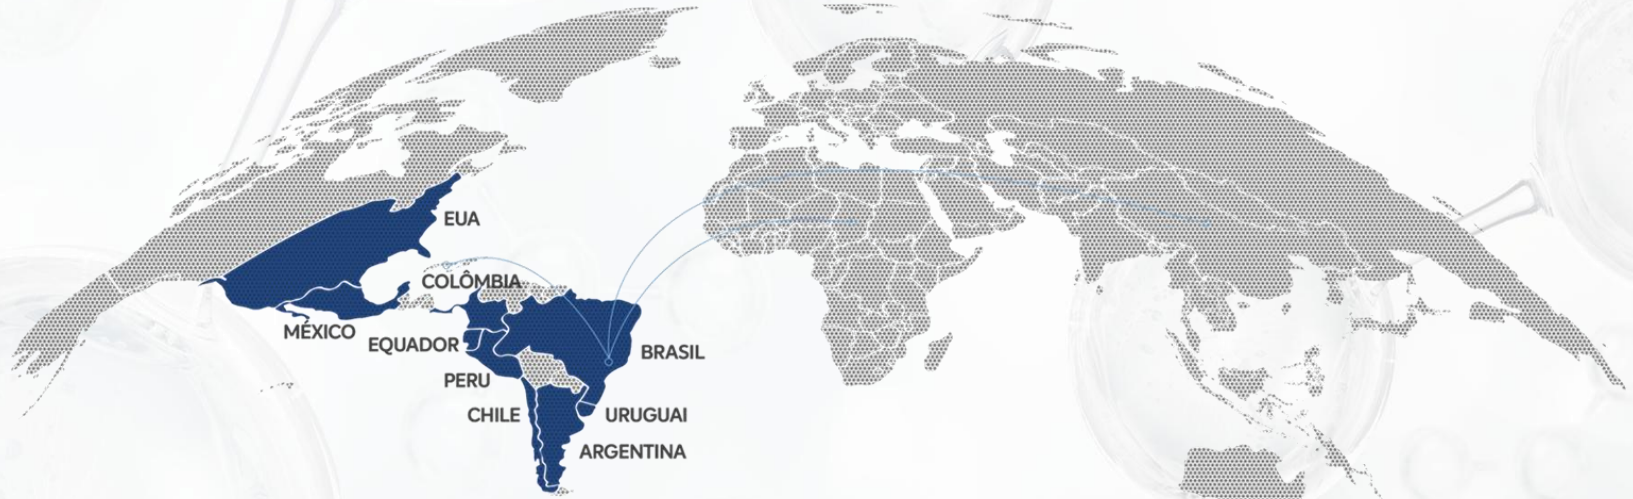 EUA
COLÔMBIA
MÉXICO
EQUADOR
BRASIL
PERU
CHILE
URUGUAI
ARGENTINA